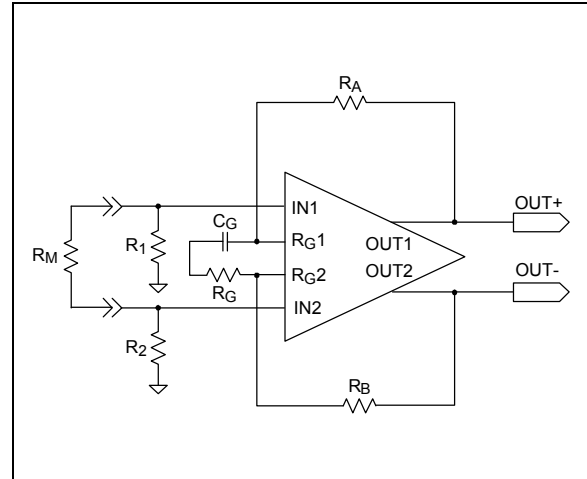 RA
OUT+
IN1
CG
R1
RG1
OUT1
RM
RG2
OUT2
OUT-
RG
IN2
R2
RB